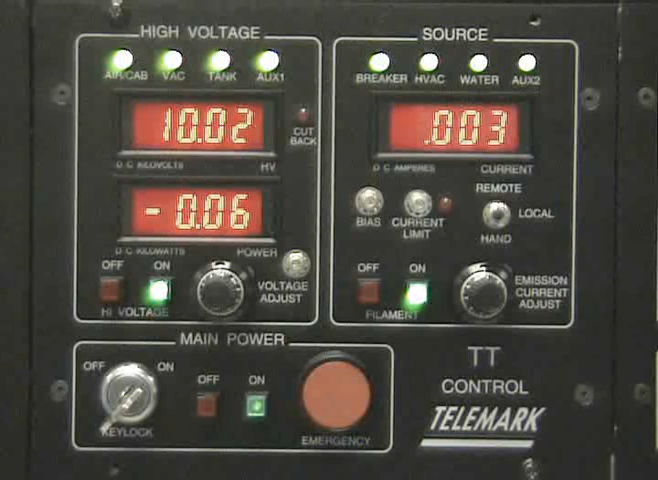 HIGH VOLTAGE
AIR/CAB VAC TANK AUX1
10.02
CUT
BACK
D C KILOVOLTS HV
- 0.06
D C KILOWATTS POWER
OFF ON
VOLTAGE
ADJUST
HI VOLTAGE
SOURCE
BREAKER HVAC WATER AUX2
.003
D C AMPERES CURRENT
REMOTE
LOCAL
HAND
BIAS
CURRENT
LIMIT
OFF ON
EMISSION
CURRENT
ADJUST
FILAMENT
MAIN POWER
OFF ON
OFF ON
KEYLOCK
EMERGENCY
TT
CONTROL
TELEMARK